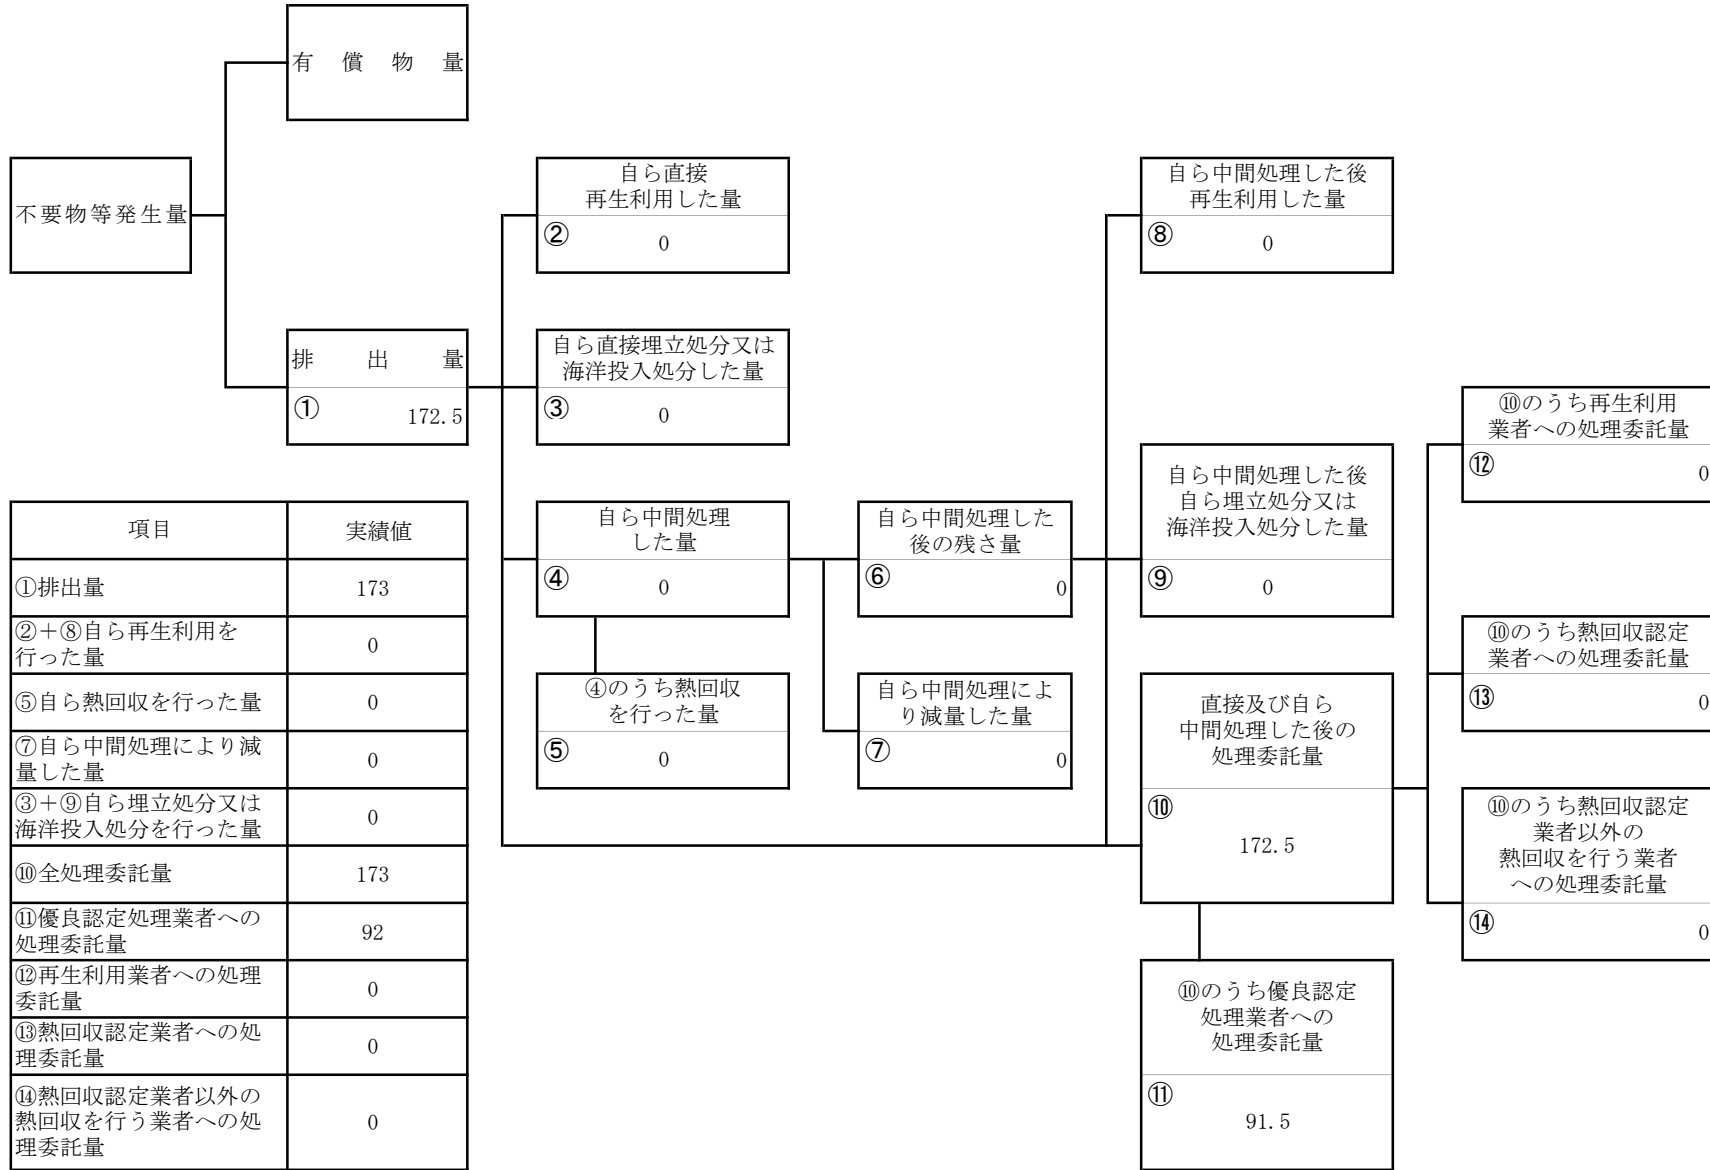 有償物量
不要物等発生量
排出量
① 172.5
自ら直接
再生利用した量
② 0
自ら直接埋立処分又は
海洋投入処分した量
③ 0
自ら中間処理
した量
④ 0
④のうち熱回収
を行った量
⑤ 0
自ら中間処理した
後の残さ量
⑥ 0
自ら中間処理によ
り減量した量
⑦ 0
自ら中間処理した後
再生利用した量
⑧ 0
自ら中間処理した後
自ら埋立処分又は
海洋投入処分した量
⑨ 0
直接及び自ら
中間処理した後の
処理委託量
⑩
172.5
⑩のうち優良認定
処理業者への
処理委託量
⑪
91.5
⑩のうち再生利用
業者への処理委託量
⑫ 0
⑩のうち熱回収認定
業者への処理委託量
⑬ 0
⑩のうち熱回収認定
業者以外の
熱回収を行う業者
への処理委託量
⑭ 0
項目 実績値
①排出量 173
②+⑧自ら再生利用を
行った量 0
⑤自ら熱回収を行った量 0
⑦自ら中間処理により減
量した量 0
③+⑨自ら埋立処分又は
海洋投入処分を行った量 0
⑩全処理委託量 173
⑪優良認定処理業者への
処理委託量 92
⑫再生利用業者への処理
委託量 0
⑬熱回収認定業者への処
理委託量 0
⑭熱回収認定業者以外の
熱回収を行う業者への処 0
理委託量